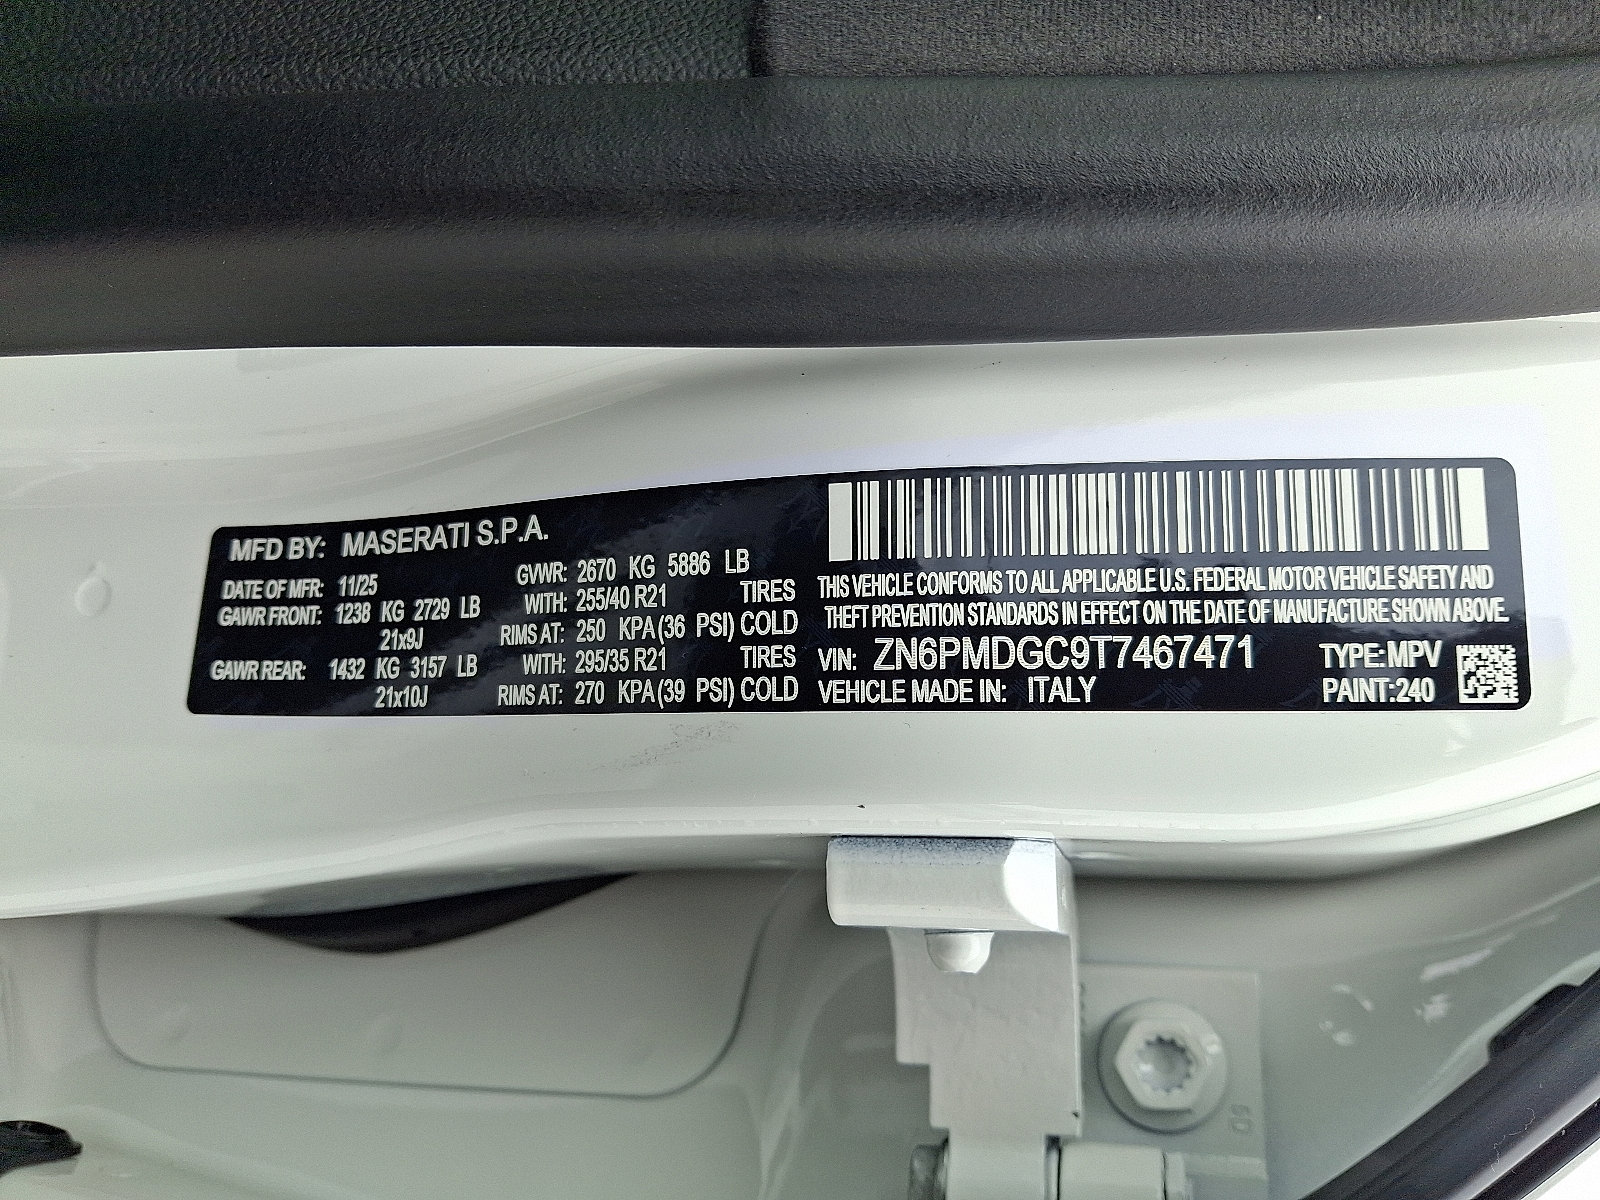 MFD BY: MASERATI S.P.A.
DATE OF MFR: 11/25 GVWR: 2670 KG 5886 LB
GAWR FRONT: 1238 KG 2729 LB WITH: 255/40 R21 TIRES
21x9J RIMS AT: 250 KPA (36 PSI) COLD
GAWR REAR: 1432 KG 3157 LB WITH: 295/35 R21 TIRES
21x10J RIMS AT: 270 KPA (39 PSI) COLD
THIS VEHICLE CONFORMS TO ALL APPLICABLE U.S. FEDERAL MOTOR VEHICLE SAFETY AND
THEFT PREVENTION STANDARDS IN EFFECT ON THE DATE OF MANUFACTURE SHOWN ABOVE.
VIN: ZN6PMDGC9T7467471 TYPE:MPV
VEHICLE MADE IN: ITALY PAINT:240